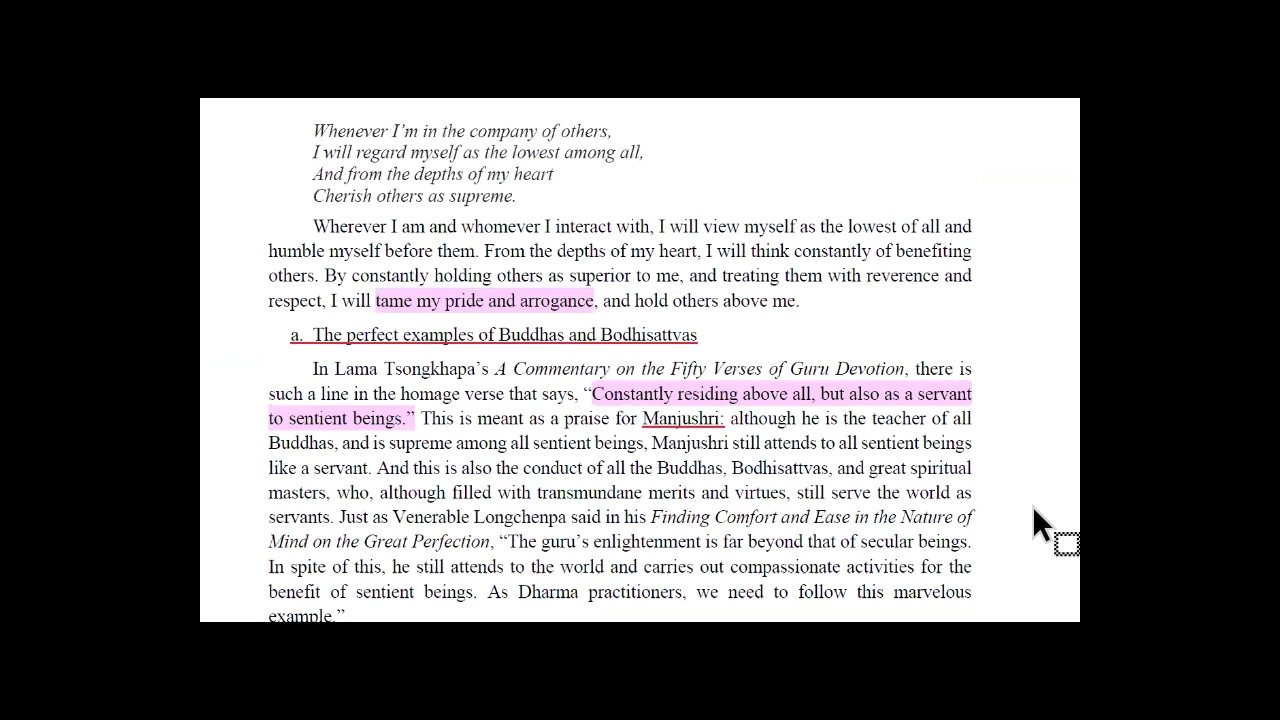 Whenever I'm in the company of others,
I will regard myself as the lowest among all,
And from the depths of my heart
Cherish others as supreme.
Wherever I am and whomever I interact with, I will view myself as the lowest of all and
humble myself before them. From the depths of my heart, I will think constantly of benefiting
others. By constantly holding others as superior to me, and treating them with reverence and
respect, I will tame my pride and arrogance, and hold others above me.
a. The perfect examples of Buddhas and Bodhisattvas
In Lama Tsongkhapa's A Commentary on the Fifty Verses of Guru Devotion, there is
such a line in the homage verse that says, “Constantly residing above all, but also as a servant
to sentient beings.” This is meant as a praise for Manjushri: although he is the teacher of all
Buddhas, and is supreme among all sentient beings, Manjushri still attends to all sentient beings
like a servant. And this is also the conduct of all the Buddhas, Bodhisattvas, and great spiritual
masters, who, although filled with transmundane merits and virtues, still serve the world as
servants. Just as Venerable Longchenpa said in his Finding Comfort and Ease in the Nature of
Mind on the Great Perfection, “The guru's enlightenment is far beyond that of secular beings.
In spite of this, he still attends to the world and carries out compassionate activities for the
benefit of sentient beings. As Dharma practitioners, we need to follow this marvelous
example.”